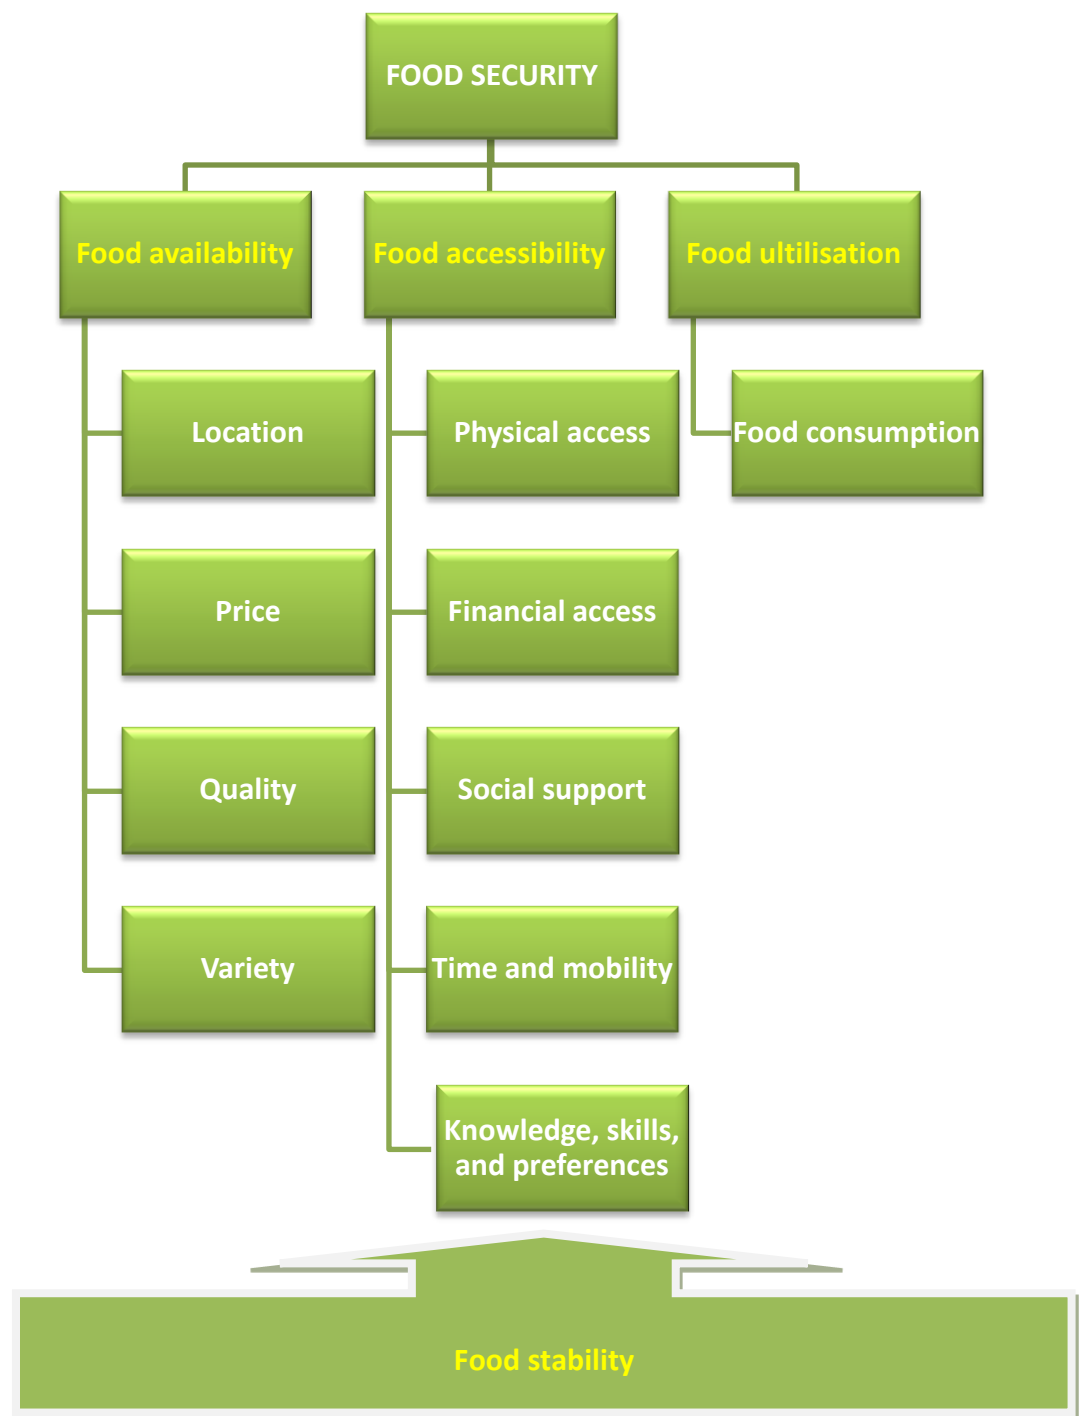 FOOD SECURITY
Food availability
Food accessibility
Food ultilisation
Location
Physical access
Food consumption
Price
Financial access
Quality
Social support
Variety
Time and mobility
Knowledge, skills,
and preferences
Food stability